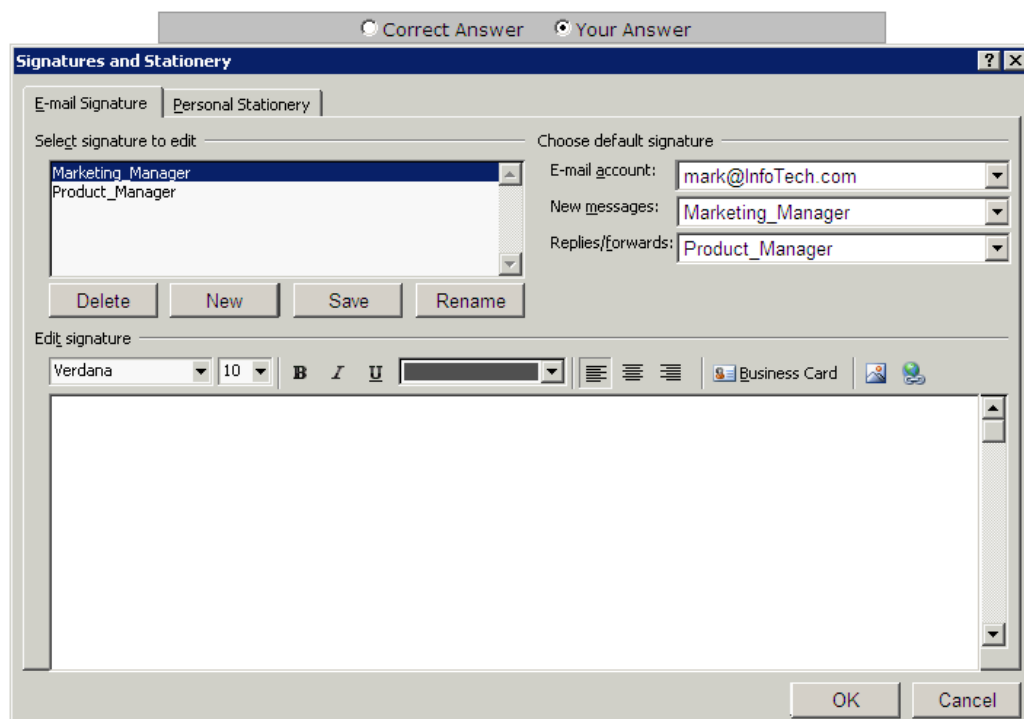 Correct Answer Your Answer
Signatures and Stationery
E-mail Signature Personal Stationery
Select signature to edit
Marketing_Manager
Product_Manager
Delete New Save Rename
Choose default signature
E-mail account: mark@InfoTech.com
New messages: Marketing_Manager
Replies/forwards: Product_Manager
Edit signature
Verdana 10 B I U Business Card
OK Cancel